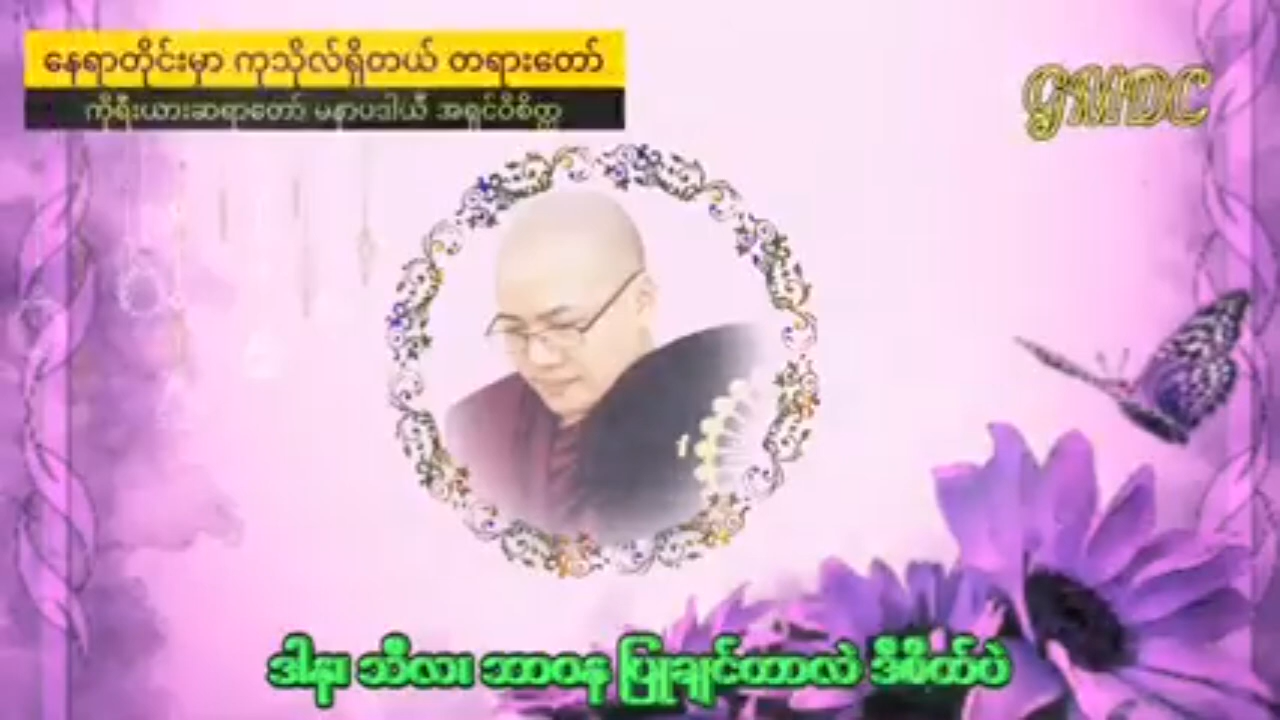 နေရာတိုင်းမှာ ကုသိုလ်ရှိတယ် တရားတော်
ကိုရီးယားဆရာတော် မနာပဒါယီ အရှင်ဝိစိတ္တ
GMDC
ဒါန၊ သီလ၊ ဘာဝနာ ပြုချင်တာလဲ ဒီစိတ်ပဲ